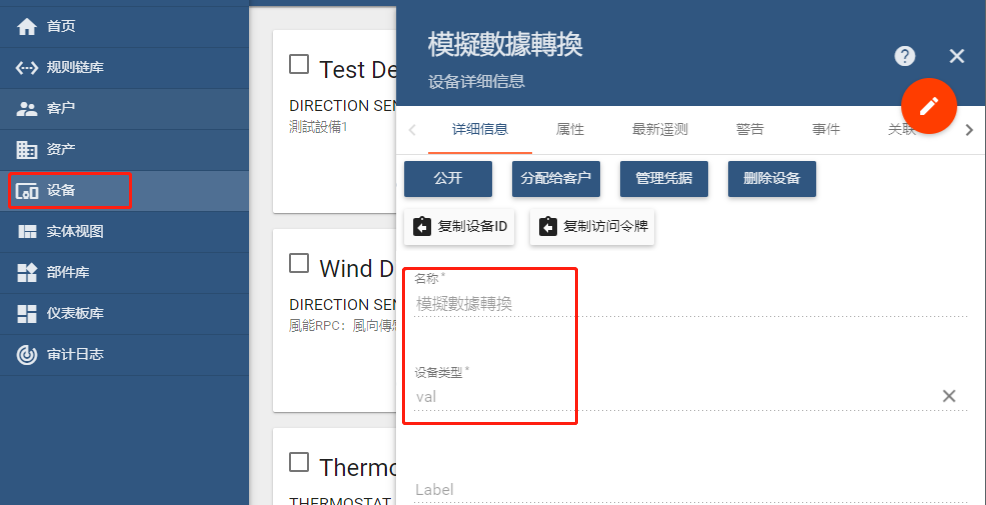 首页
规则链库
客户
资产
设备
实体视图
部件库
仪表板库
审计日志
Test De
DIRECTION SEN
測試設備1
Wind D
DIRECTION SEN
風能RPC：風向傳感
Thermo
THERMOSTAT
模擬數據轉換
设备详细信息
详细信息 属性 最新遥测 警告 事件 关联
公开 分配给客户 管理凭据 删除设备
复制设备ID 复制访问令牌
名称*
模擬數據轉換
设备类型*
val
Label